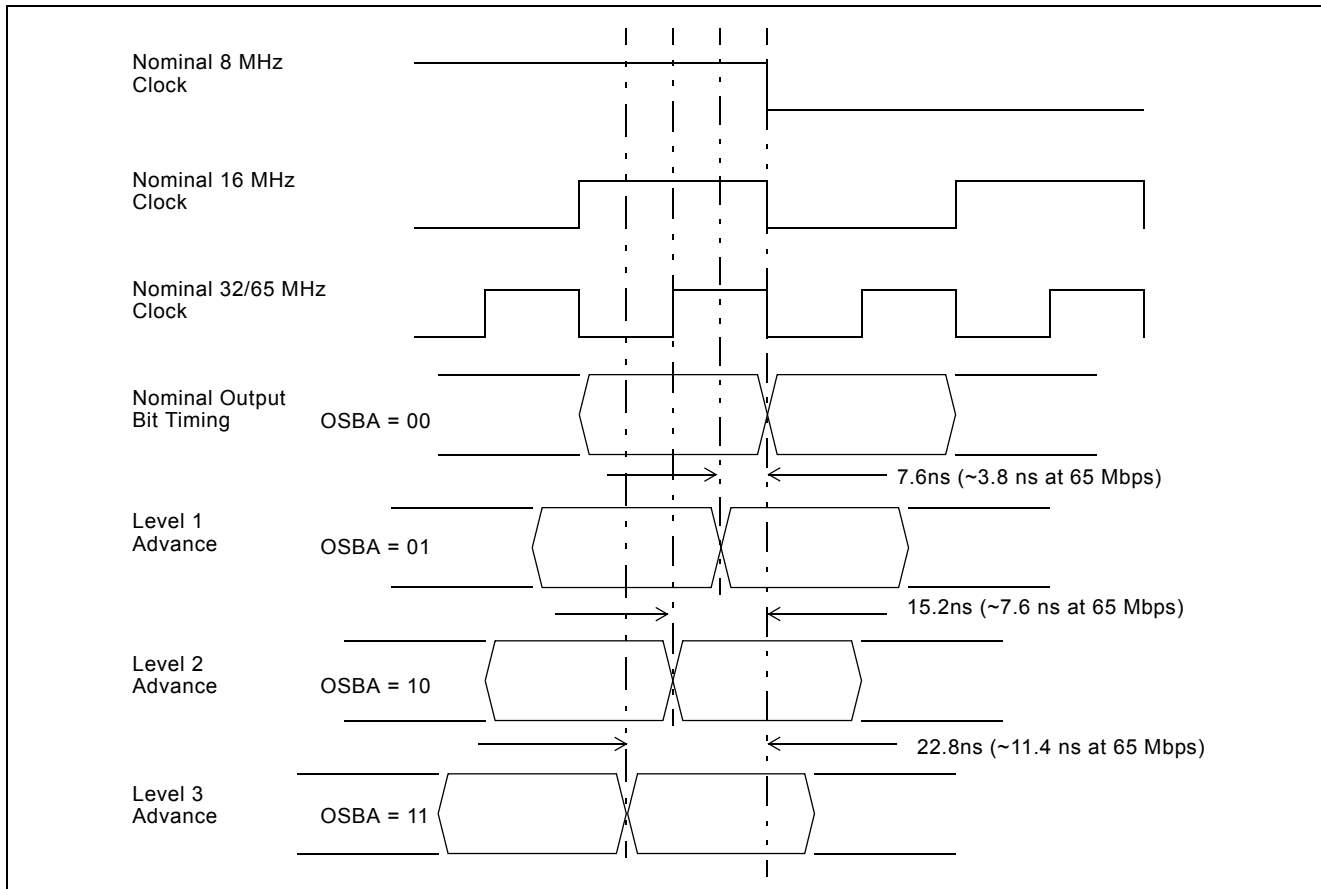 Nominal 8 MHz
Clock
Nominal 16 MHz
Clock
Nominal 32/65 MHz
Clock
Nominal Output
Bit Timing
OSBA = 00
7.6ns (~3.8 ns at 65 Mbps)
Level 1
Advance
OSBA = 01
15.2ns (~7.6 ns at 65 Mbps)
Level 2
Advance
OSBA = 10
22.8ns (~11.4 ns at 65 Mbps)
Level 3
Advance
OSBA = 11